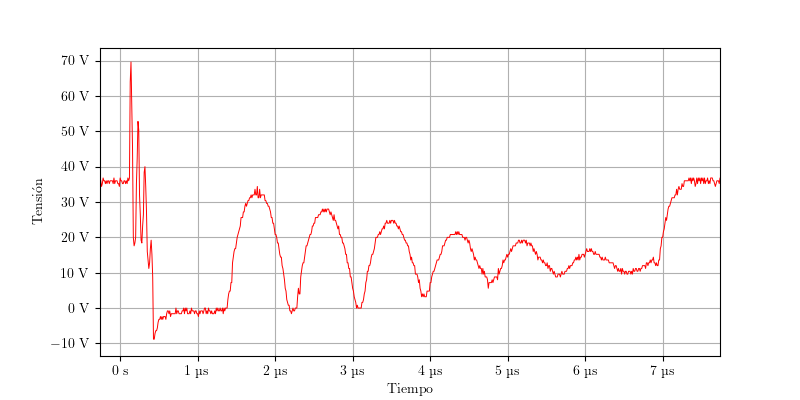 70 V
60 V
50 V
40 V
30 V
20 V
10 V
0 V
−10 V
Tensión
0 s 1 µs 2 µs 3 µs 4 µs 5 µs 6 µs 7 µs
Tiempo